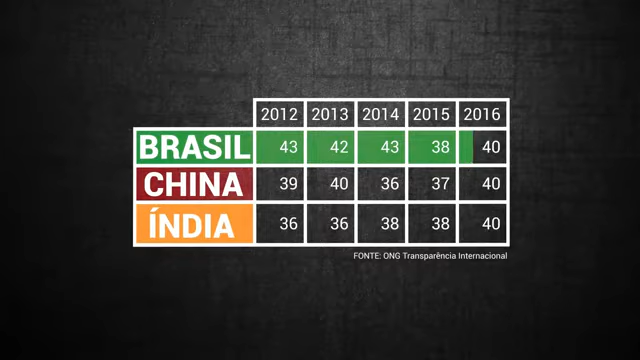 2012 2013 2014 2015 2016
BRASIL 43 42 43 38 40
CHINA 39 40 36 37 40
ÍNDIA 36 36 38 38 40
FONTE: ONG Transparência Internacional